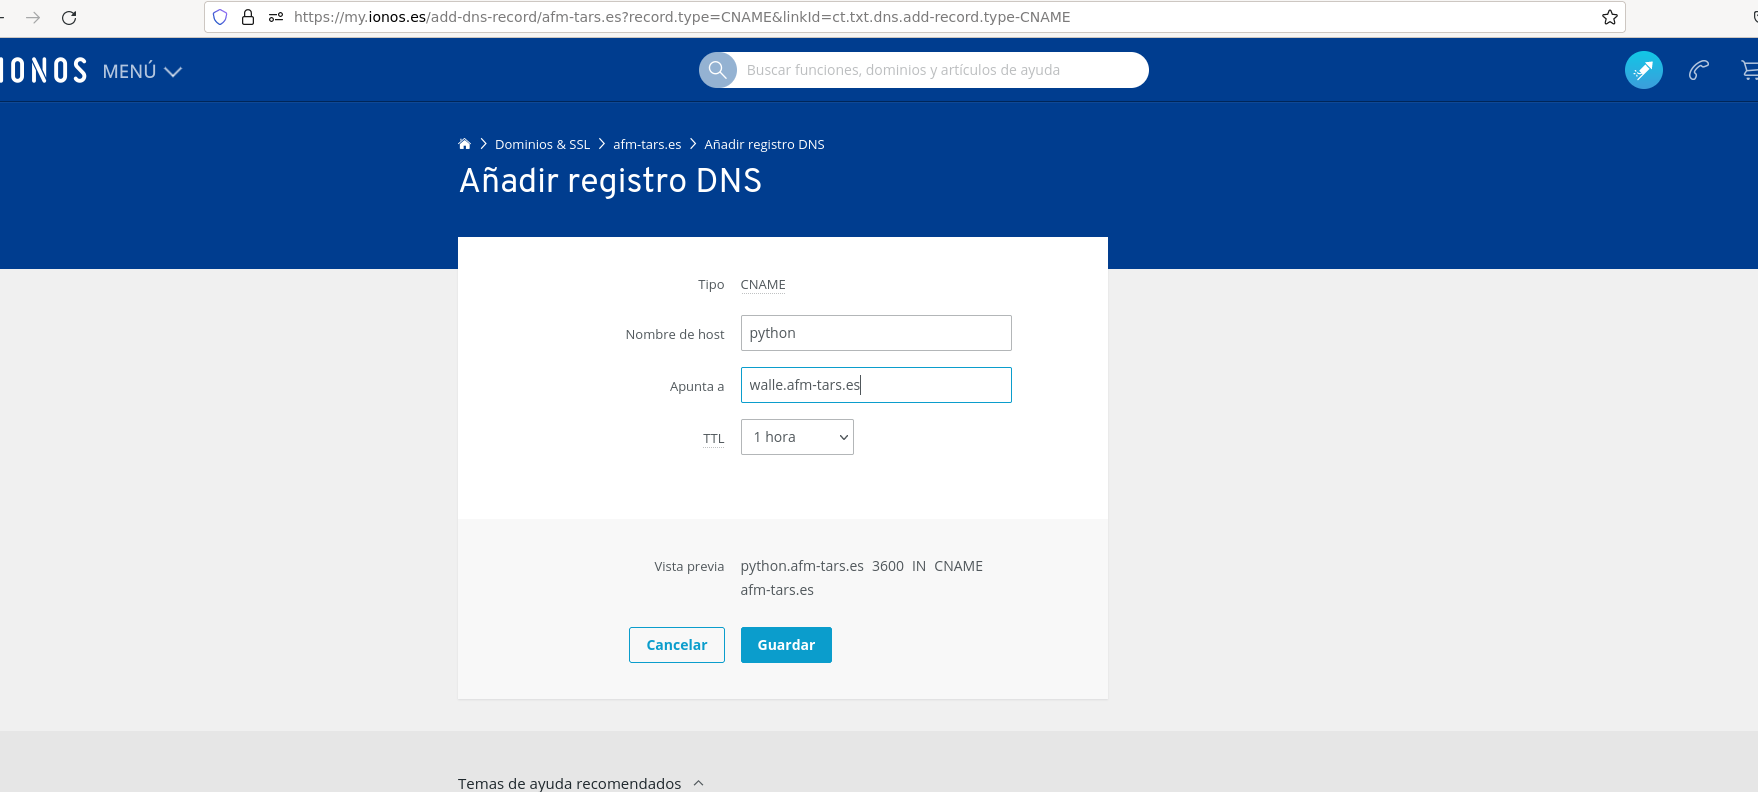 https://my.ionos.es/add-dns-record/afm-tars.es?record.type=CNAME&linkId=ct.txt.dns.add-record.type-CNAME
IONOS MENÚ
Buscar funciones, dominios y artículos de ayuda
Dominios & SSL > afm-tars.es > Añadir registro DNS
Añadir registro DNS
Tipo CNAME
Nombre de host python
Apunta a walle.afm-tars.es
TTL 1 hora
Vista previa python.afm-tars.es 3600 IN CNAME
afm-tars.es
Cancelar Guardar
Temas de ayuda recomendados